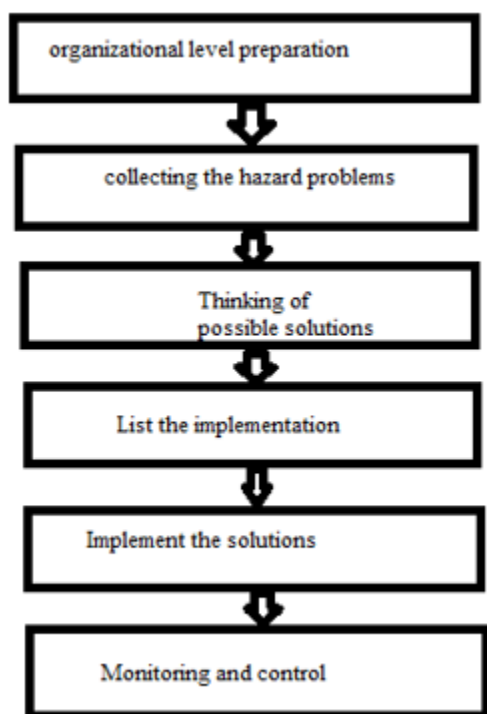 organizational level preparation
collecting the hazard problems
Thinking of
possible solutions
List the implementation
Implement the solutions
Monitoring and control